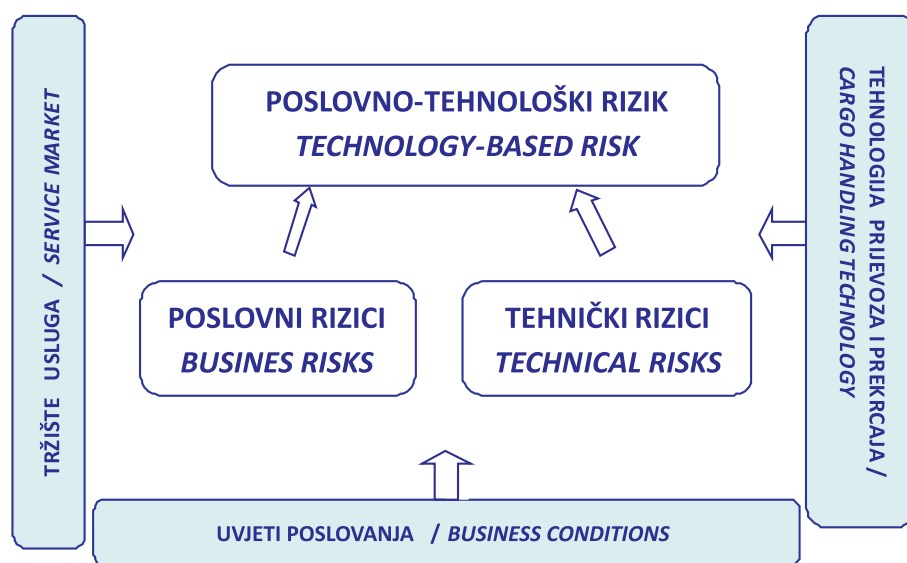 TRŽIŠTE USLUGA / SERVICE MARKET
POSLOVNO-TEHNOLOŠKI RIZIK
TECHNOLOGY-BASED RISK
POSLOVNI RIZICI
BUSINES RISKS
TEHNIČKI RIZICI
TECHNICAL RISKS
TEHNOLOGIJA PRIJEVOZA I PREKRCAJA /
CARGO HANDLING TECHNOLOGY
UVJETI POSLOVANJA / BUSINESS CONDITIONS